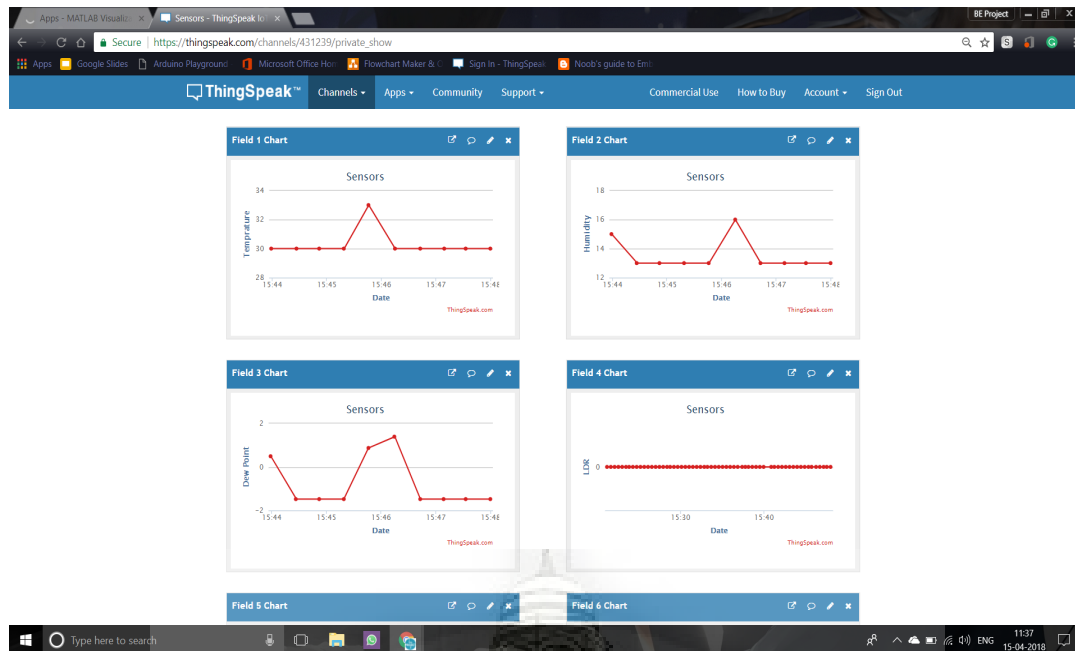 Apps - MATLAB Visualiz
Sensors - ThingSpeak Io
BE Project
Secure
https://thingspeak.com/channels/431239/private_show
Apps
Google Slides
Arduino Playground
Microsoft Office Hom
Flowchart Maker & O
Sign In - ThingSpeak
Noob's guide to Emb
ThingSpeak™
Channels
Apps
Community
Support
Commercial Use
How to Buy
Account
Sign Out
Field 1 Chart
Sensors
34
32
30
28
Temprature
15:44 15:45 15:46 15:47 15:48
Date
ThingSpeak.com
Field 2 Chart
Sensors
18
16
14
12
Humidity
15:44 15:45 15:46 15:47 15:48
Date
ThingSpeak.com
Field 3 Chart
Sensors
2
0
-2
Dew Point
15:44 15:45 15:46 15:47 15:48
Date
ThingSpeak.com
Field 4 Chart
Sensors
0
LDR
15:30 15:40
Date
ThingSpeak.com
Field 5 Chart
Field 6 Chart
Type here to search
ENG
11:37
15-04-2018